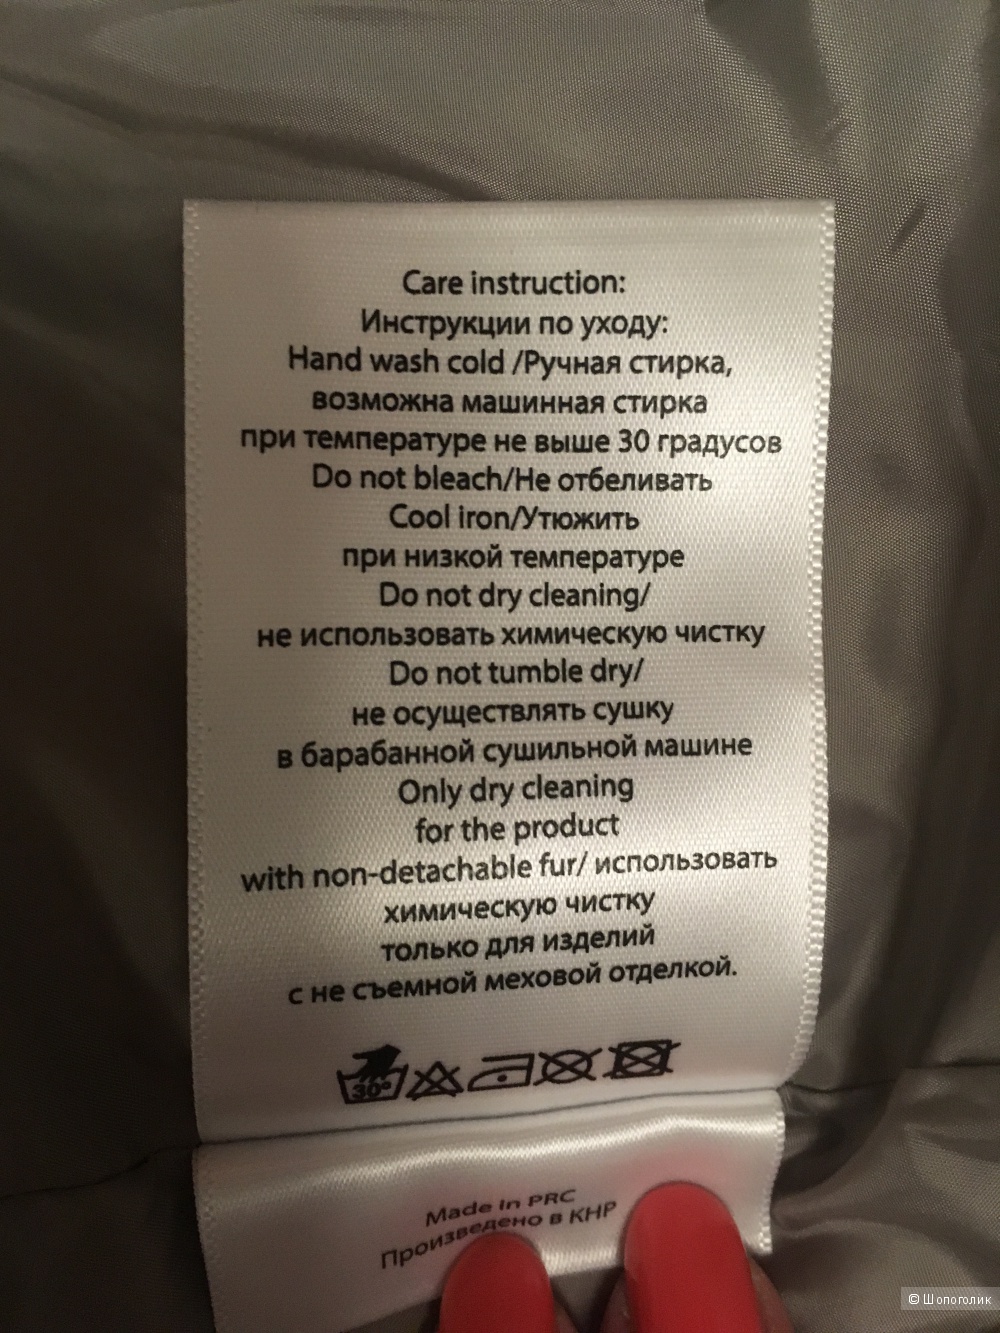 Care instruction:
Инструкции по уходу:
Hand wash cold /Ручная стирка,
возможна машинная стирка
при температуре не выше 30 градусов
Do not bleach/Не отбеливать
Cool iron/Утюжить
при низкой температуре
Do not dry cleaning/
не использовать химическую чистку
Do not tumble dry/
не осуществлять сушку
в барабанной сушильной машине
Only dry cleaning
for the product
with non-detachable fur/ использовать
химическую чистку
только для изделий
с не съемной меховой отделкой.
30°
Made in PRC
Произведено в КНР
© Шопоголик